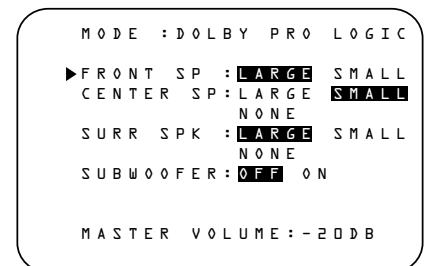 MODE :DOLBY PRO LOGIC
▶FRONT SP :LARGE SMALL
CENTER SP:LARGE SMALL
NONE
SURR SPK :LARGE SMALL
NONE
SUBWOOFER:OFF ON
MASTER VOLUME:-20DB